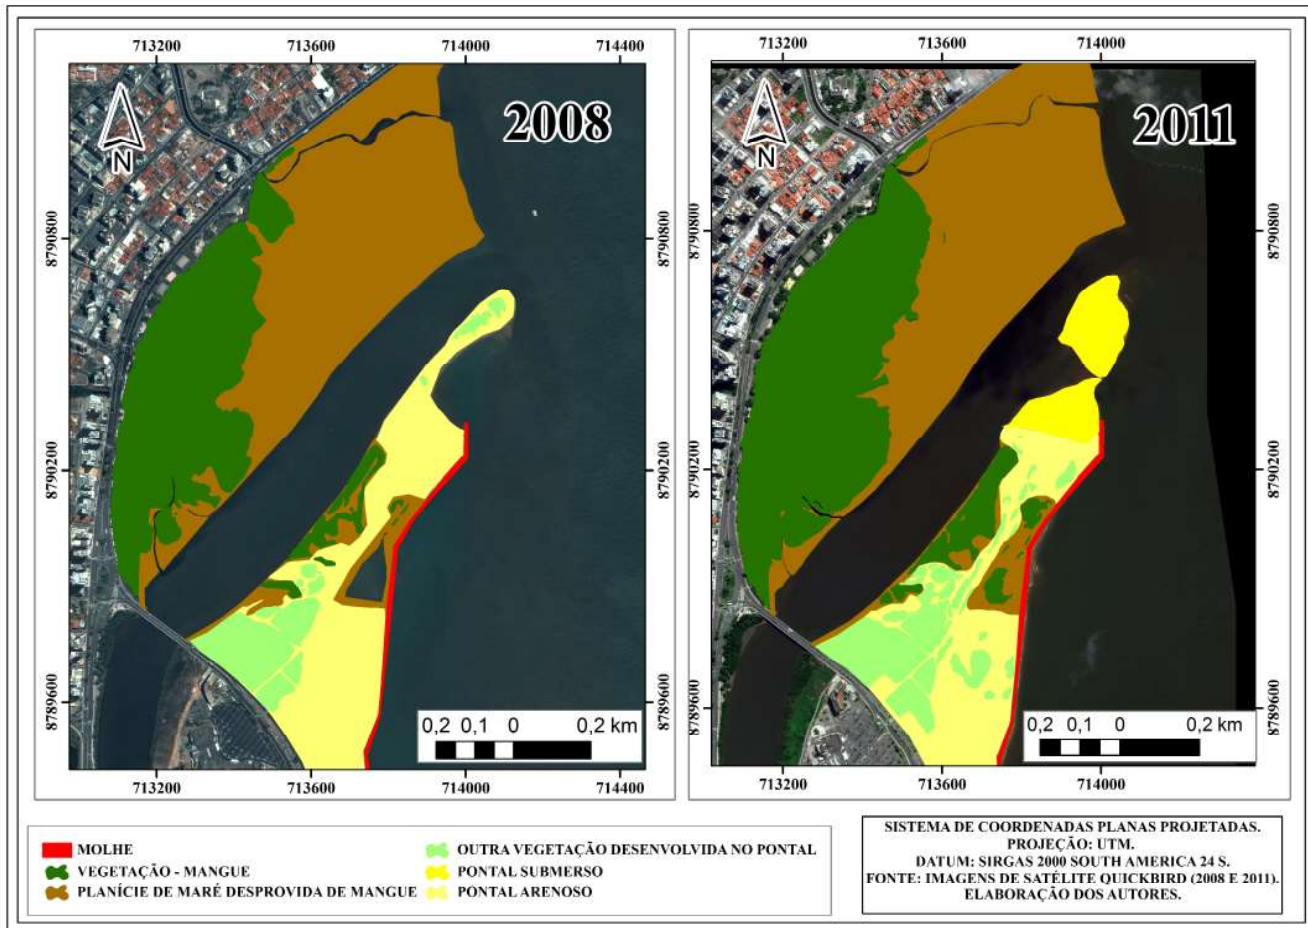 713200 713600 714000 714400
2008
N
8790800
8790800
8790200
8790200
8789600
8789600
0,2 0,1 0 0,2 km
713200 713600 714000 714400
713200 713600 714000
2011
N
8790800
8790800
8790200
8790200
8789600
8789600
0,2 0,1 0 0,2 km
713200 713600 714000
MOLHE
VEGETAÇÃO - MANGUE
PLANÍCIE DE MARÉ DESPROVIDA DE MANGUE
OUTRA VEGETAÇÃO DESENVOLVIDA NO PONTAL
PONTAL SUBMERSO
PONTAL ARENOSO
SISTEMA DE COORDENADAS PLANAS PROJETADAS.
PROJEÇÃO: UTM.
DATUM: SIRGAS 2000 SOUTH AMERICA 24 S.
FONTE: IMAGENS DE SATÉLITE QUICKBIRD (2008 E 2011).
ELABORAÇÃO DOS AUTORES.